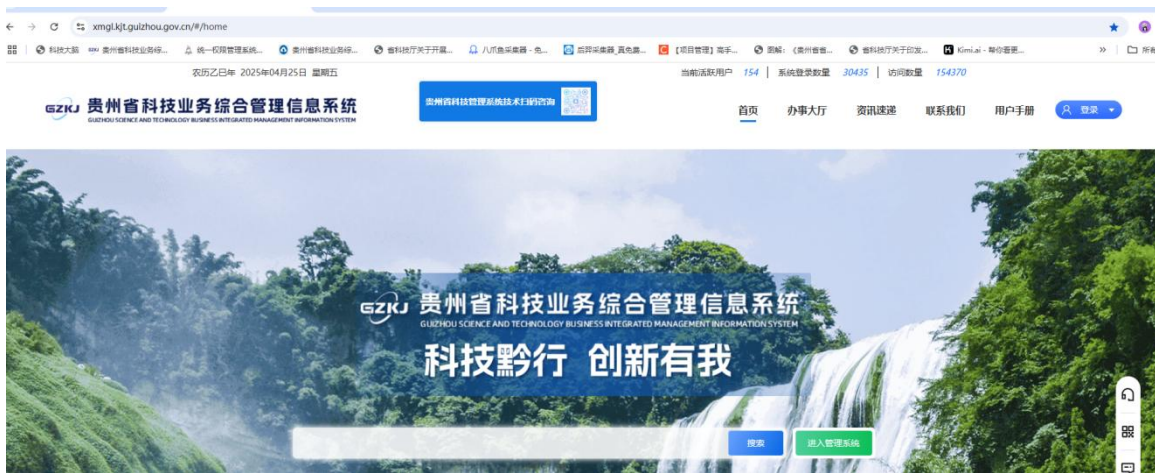 xmgl.kjt.guizhou.gov.cn/#/home
科技大脑 贵州省科技业务综... 统一权限管理系统... 贵州省科技业务综... 省科技厅关于开展... 八爪鱼采集器 - 免... 后羿采集器_真免费... 【项目管理】高手... 图解：《贵州省省... 省科技厅关于印发... Kimi.ai - 帮你看更... » 所有
农历乙巳年 2025年04月25日 星期五 当前活跃用户 154 | 系统登录数量 30435 | 访问数量 154370
GZKJ 贵州省科技业务综合管理信息系统
GUIZHOU SCIENCE AND TECHNOLOGY BUSINESS INTEGRATED MANAGEMENT INFORMATION SYSTEM
贵州省科技管理系统技术扫码咨询
首页 办事大厅 资讯速递 联系我们 用户手册 登录
GZKJ 贵州省科技业务综合管理信息系统
GUIZHOU SCIENCE AND TECHNOLOGY BUSINESS INTEGRATED MANAGEMENT INFORMATION SYSTEM
科技黔行 创新有我
搜索 进入管理系统